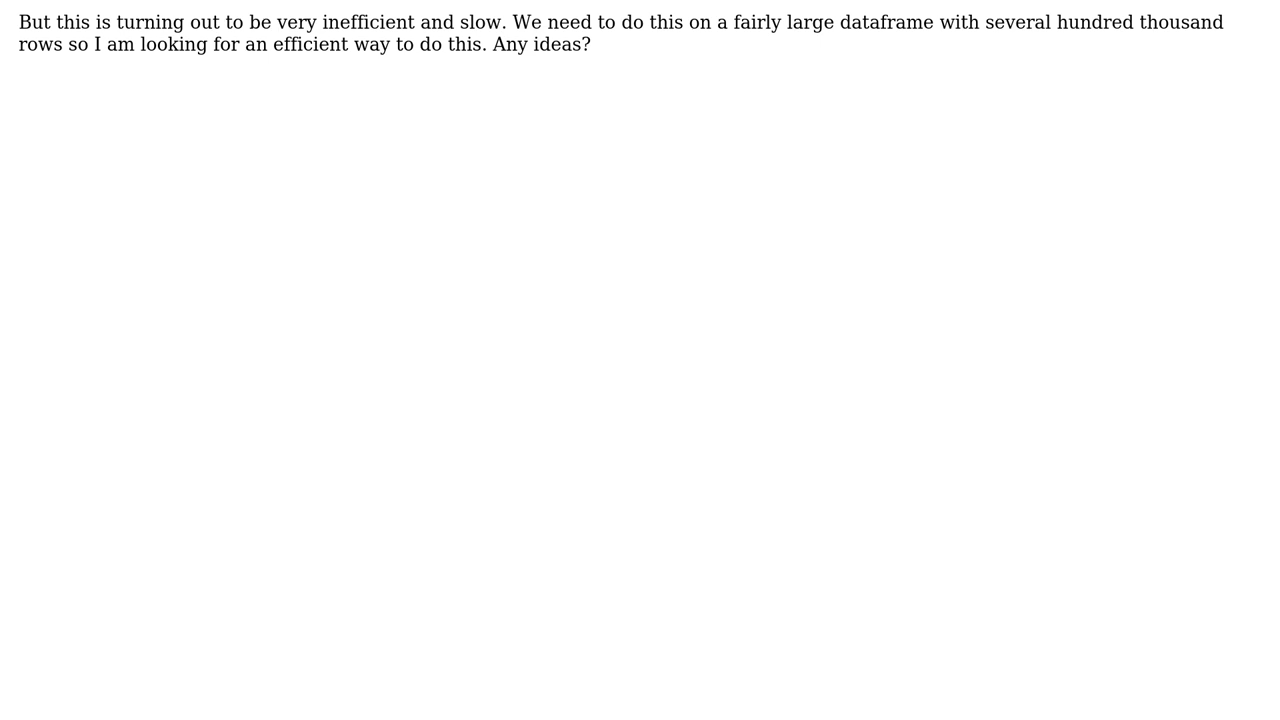 But this is turning out to be very inefficient and slow. We need to do this on a fairly large dataframe with several hundred thousand
rows so I am looking for an efficient way to do this. Any ideas?